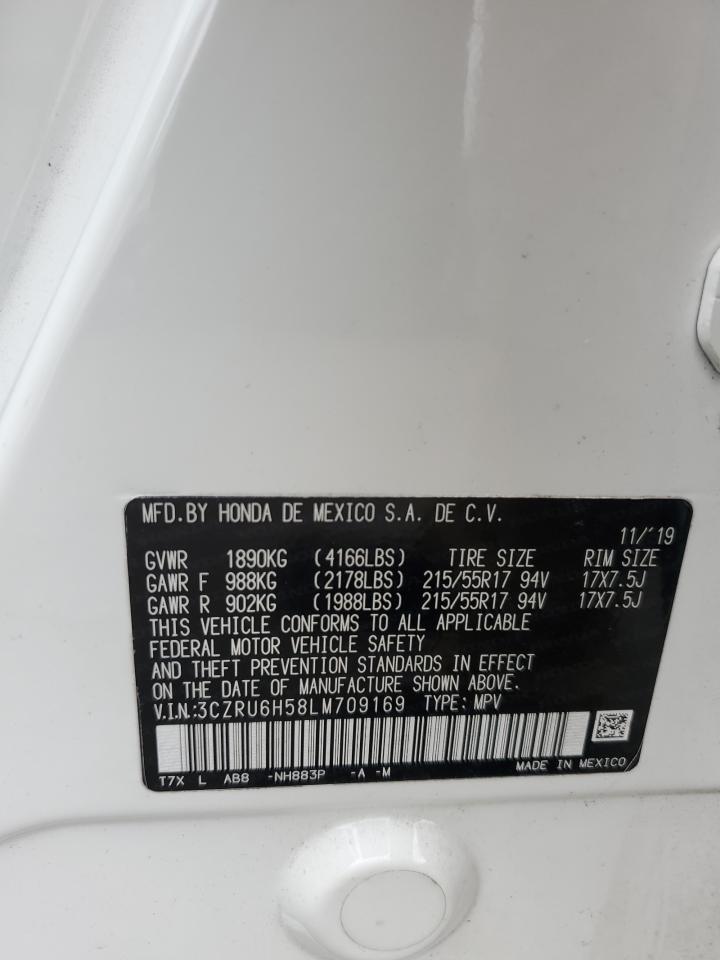 MFD.BY HONDA DE MEXICO S.A. DE C.V.
11/'19
GVWR 1890KG (4166LBS) TIRE SIZE RIM SIZE
GAWR F 988KG (2178LBS) 215/55R17 94V 17X7.5J
GAWR R 902KG (1988LBS) 215/55R17 94V 17X7.5J
THIS VEHICLE CONFORMS TO ALL APPLICABLE
FEDERAL MOTOR VEHICLE SAFETY
AND THEFT PREVENTION STANDARDS IN EFFECT
ON THE DATE OF MANUFACTURE SHOWN ABOVE.
V.I.N:3CZRU6H58LM709169 TYPE: MPV
T7X L AB8 -NH883P -A -M MADE IN MEXICO